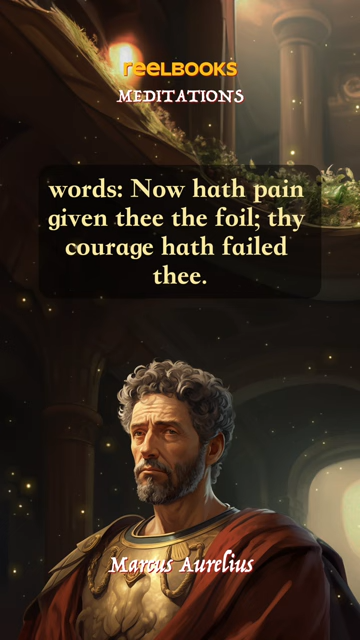 reelBOOKS
MEDITATIONS
words: Now hath pain
given thee the foil; thy
courage hath failed
thee.
Marcus Aurelius